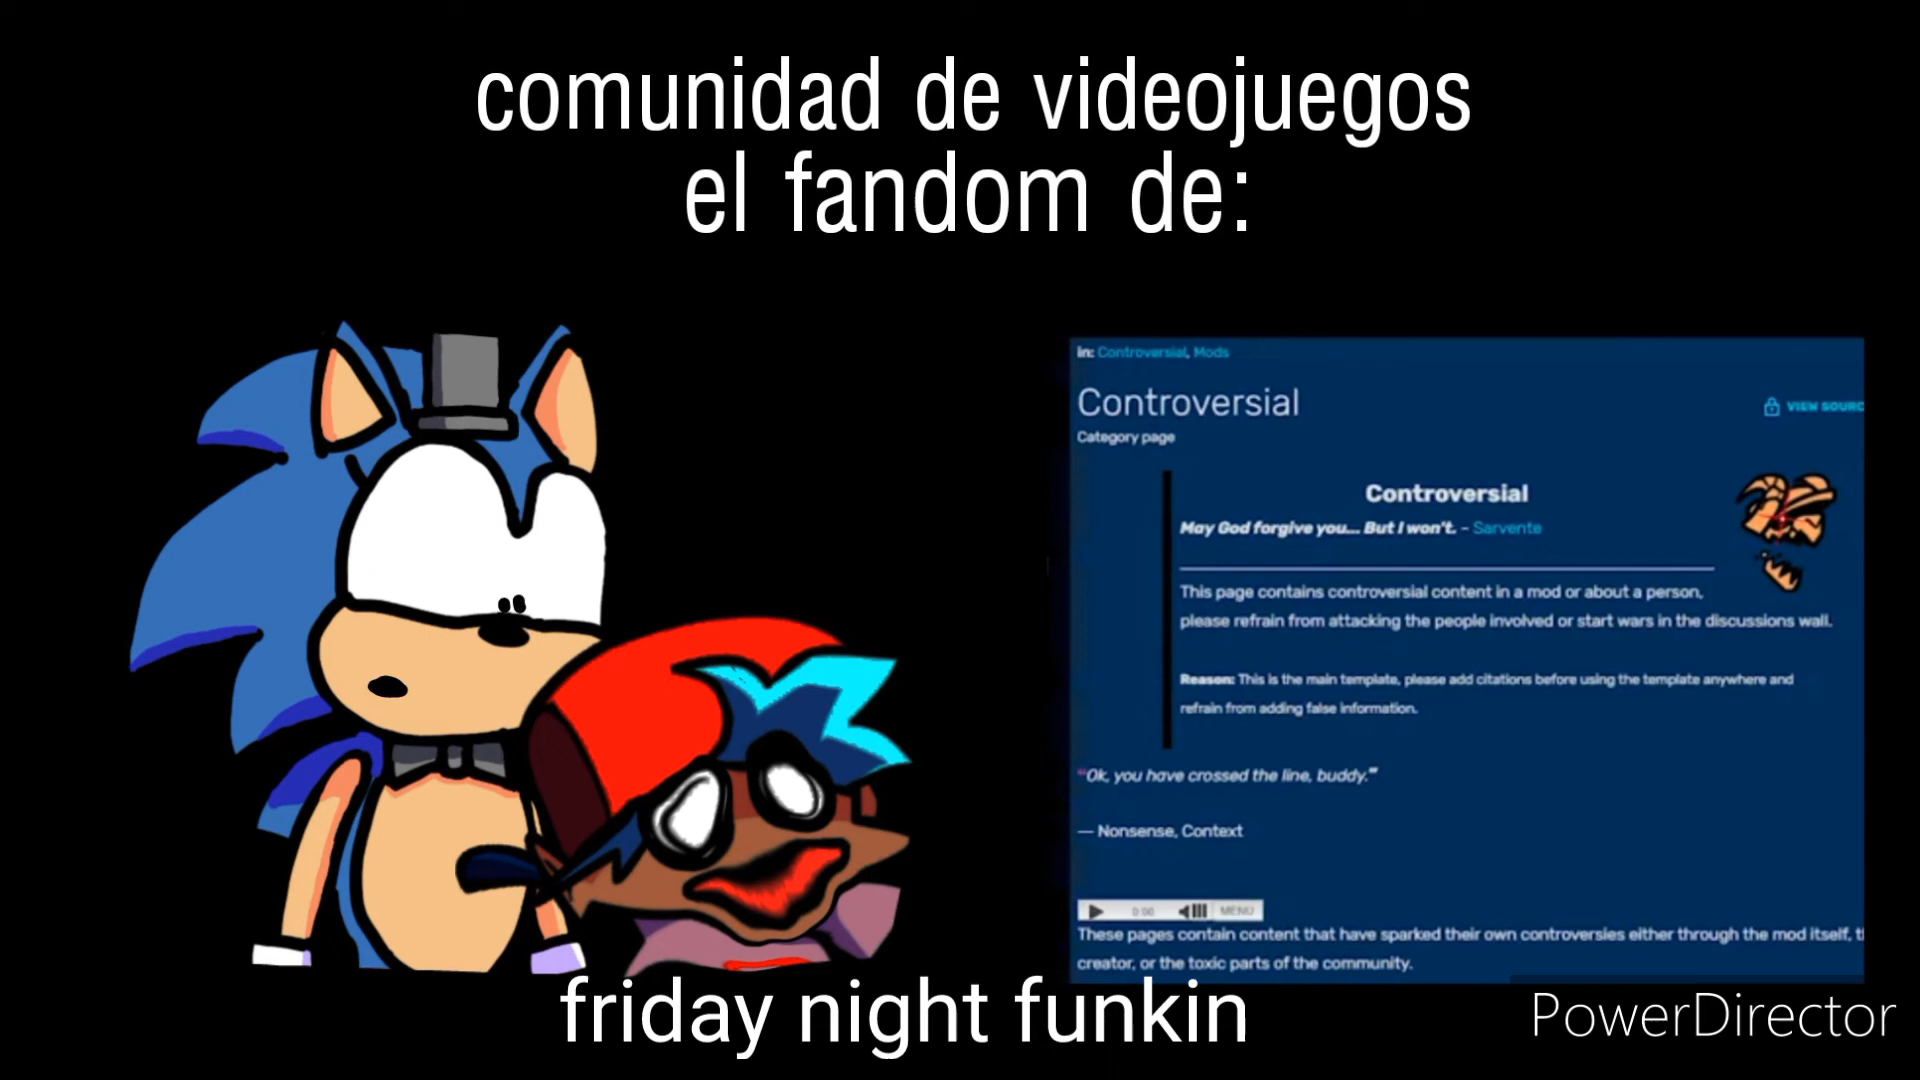 comunidad de videojuegos
el fandom de:
In: Controversial, Mods
Controversial
VIEW SOURC
Category page
Controversial
May God forgive you... But I won't. - Sarvente
This page contains controversial content in a mod or about a person,
please refrain from attacking the people involved or start wars in the discussions wall.
Reason: This is the main template, please add citations before using the template anywhere and
refrain from adding false information.
"Ok, you have crossed the line, buddy."
— Nonsense, Context
0:00 MENU
These pages contain content that have sparked their own controversies either through the mod itself, t
creator, or the toxic parts of the community.
friday night funkin
PowerDirector